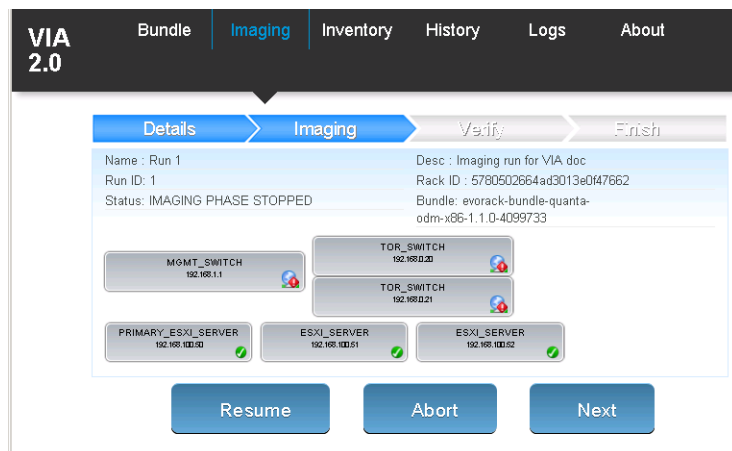 VIA 2.0
Bundle Imaging Inventory History Logs About
Details Imaging Verify Finish
Name : Run 1
Desc : Imaging run for VIA doc
Run ID: 1
Rack ID : 5780502664ad3013e0f47662
Status: IMAGING PHASE STOPPED
Bundle: evorack-bundle-quanta-
odm-x86-1.1.0-4099733
MGMT_SWITCH
192.168.1.1
TOR_SWITCH
192.168.0.20
TOR_SWITCH
192.168.0.21
PRIMARY_ESXI_SERVER
192.168.100.50
ESXI_SERVER
192.168.100.51
ESXI_SERVER
192.168.100.52
Resume Abort Next